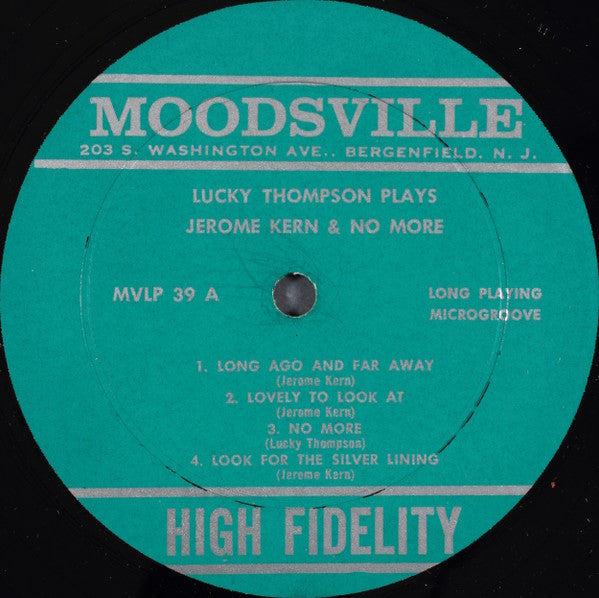 MOODSVILLE
203 S. WASHINGTON AVE., BERGENFIELD, N. J.
LUCKY THOMPSON PLAYS
JEROME KERN & NO MORE
MVLP 39 A
LONG PLAYING
MICROGROOVE
1. LONG AGO AND FAR AWAY
(Jerome Kern)
2. LOVELY TO LOOK AT
(Jerome Kern)
3. NO MORE
(Lucky Thompson)
4. LOOK FOR THE SILVER LINING
(Jerome Kern)
HIGH FIDELITY